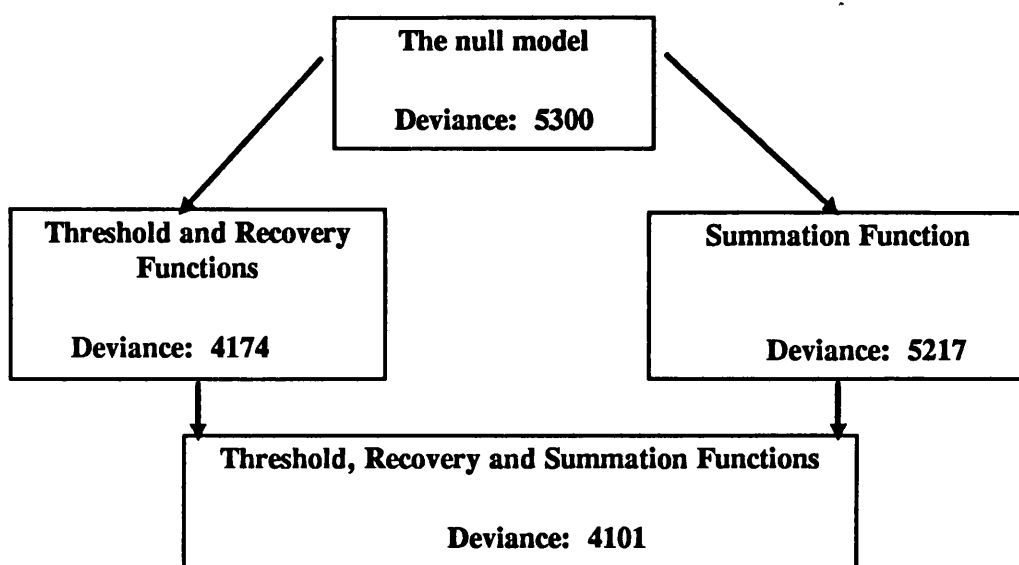 The null model
Deviance: 5300
Threshold and Recovery
Functions
Deviance: 4174
Summation Function
Deviance: 5217
Threshold, Recovery and Summation Functions
Deviance: 4101